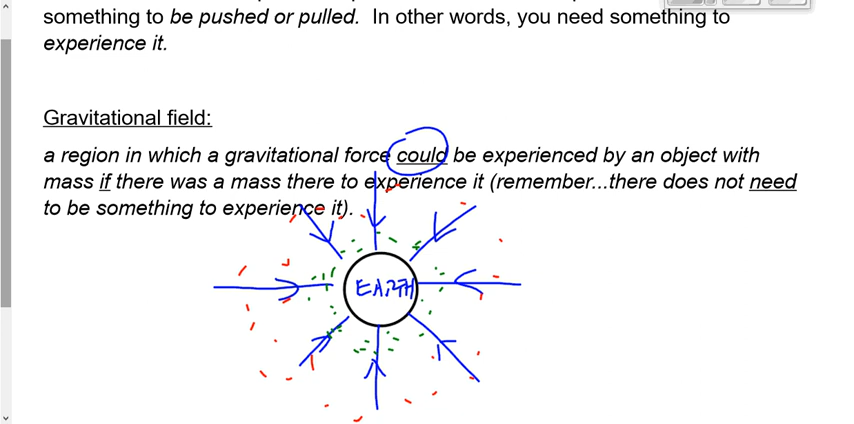 something to be pushed or pulled. In other words, you need something to
experience it.
Gravitational field:
a region in which a gravitational force could be experienced by an object with
mass if there was a mass there to experience it (remember...there does not need
to be something to experience it).
EARTH